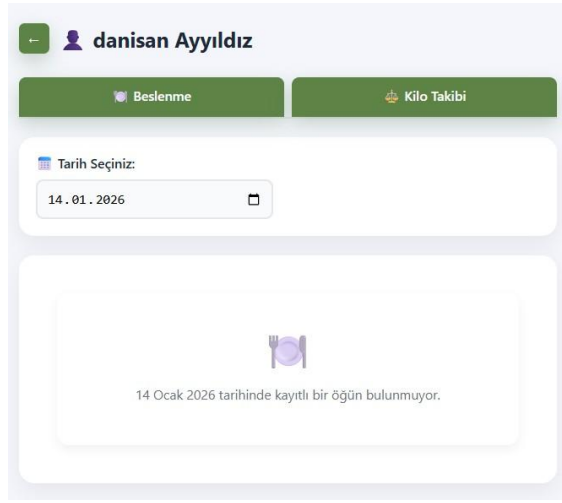 ← 👤 danisan Ayyıldız
🍽️ Beslenme
⚖️ Kilo Takibi
📅 Tarih Seçiniz:
14.01.2026
14 Ocak 2026 tarihinde kayıtlı bir öğün bulunmuyor.